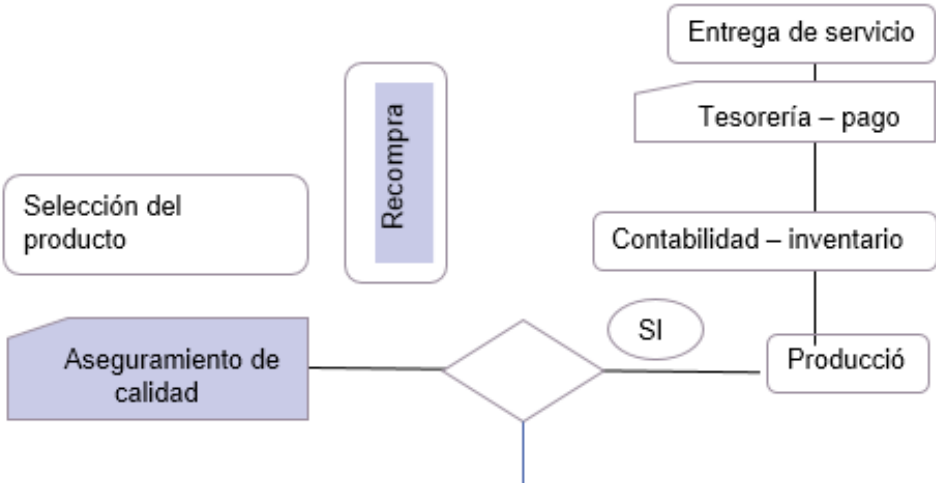 Entrega de servicio
Tesorería – pago
Recompra
Selección del
producto
Contabilidad – inventario
SI
Aseguramiento de
calidad
Producció